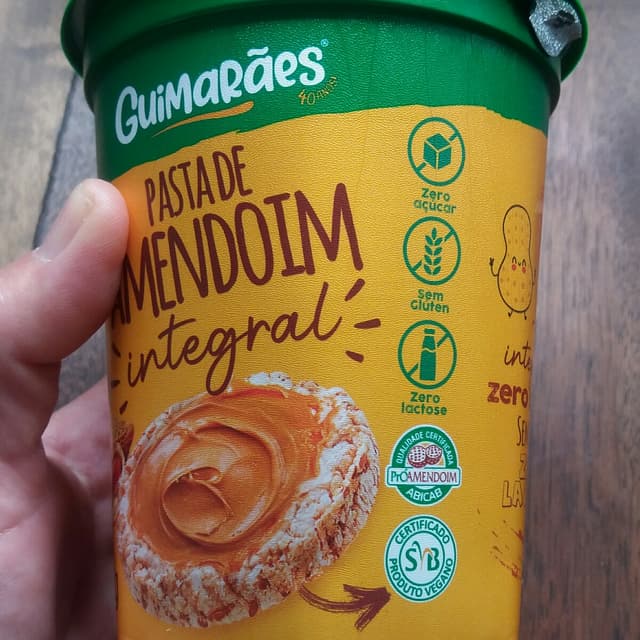 GUIMARÃES
40 ANOS!
PASTA DE
AMENDOIM
integral
Zero
açúcar
Sem
Glúten
Zero
lactose
QUALIDADE CERTIFICADA
PróAMENDOIM
ABICAB
CERTIFICADO
SVB
PRODUTO VEGANO
zero